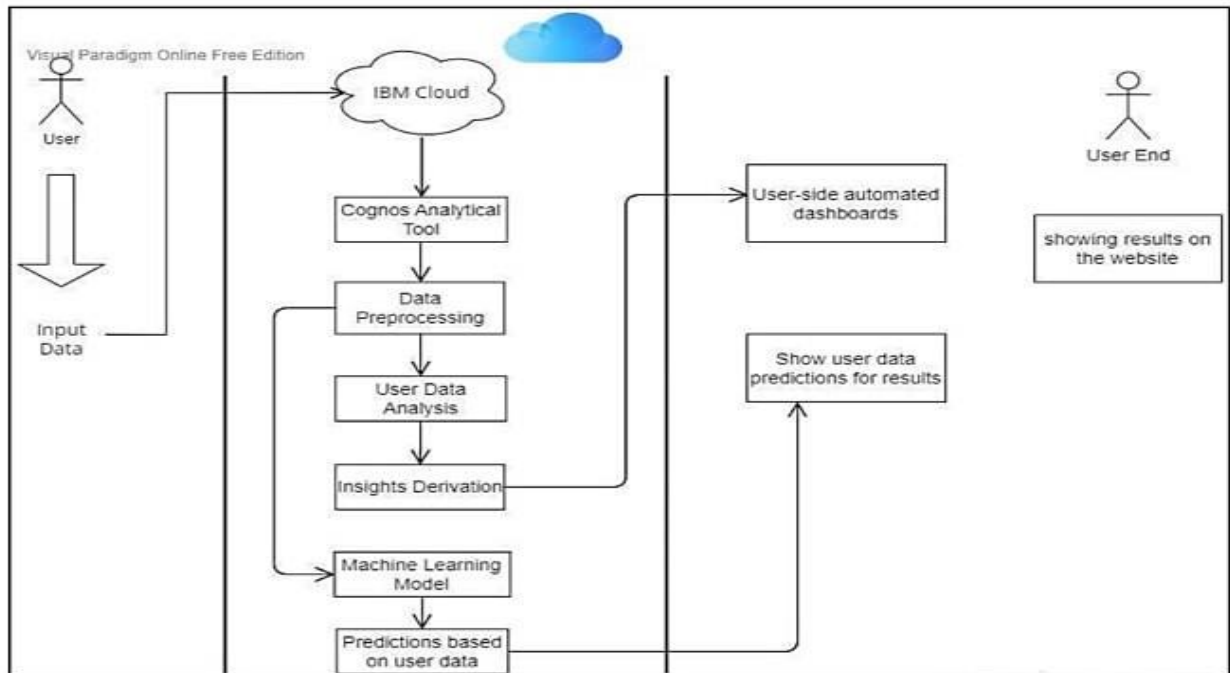 Visual Paradigm Online Free Edition
User
Input
Data
IBM Cloud
Cognos Analytical
Tool
Data
Preprocessing
User Data
Analysis
Insights Derivation
Machine Learning
Model
Predictions based
on user data
User-side automated
dashboards
Show user data
predictions for results
User End
showing results on
the website